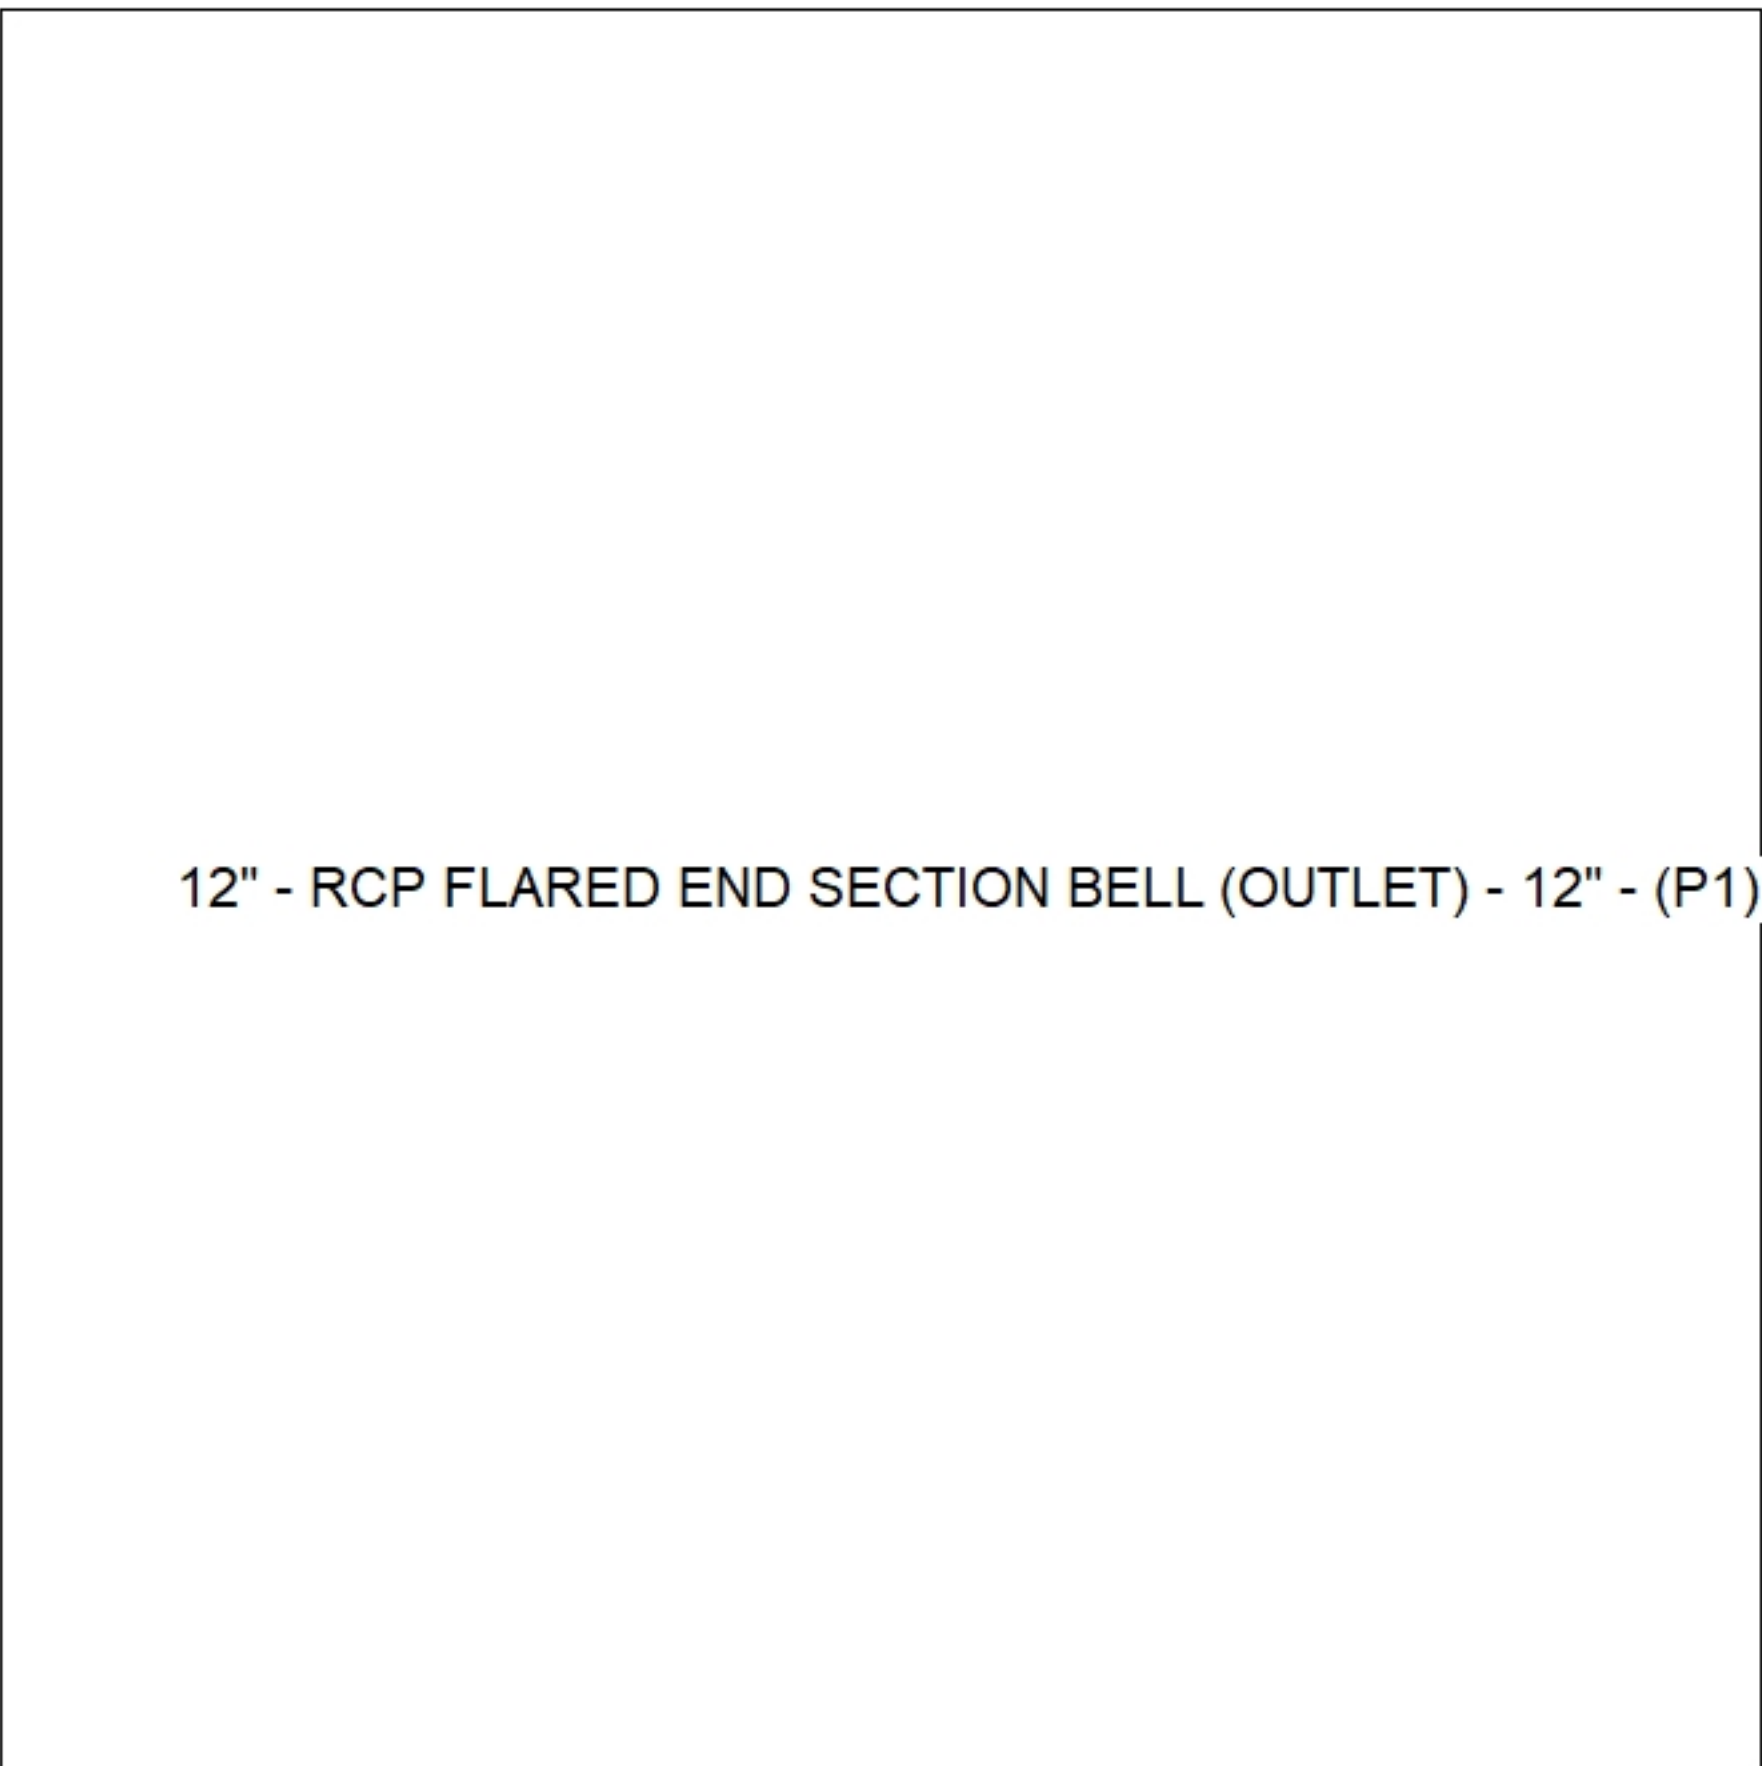 12" - RCP FLARED END SECTION BELL (OUTLET) - 12" - (P1)